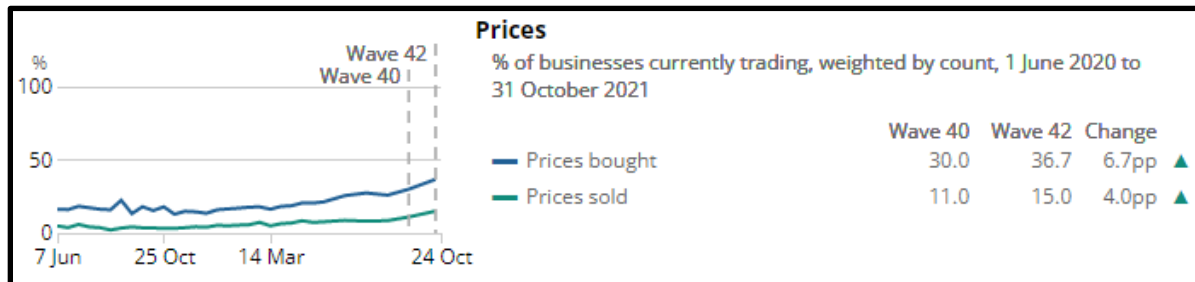 Prices
% of businesses currently trading, weighted by count, 1 June 2020 to
31 October 2021
%
Wave 42
Wave 40
100
50
0
7 Jun 25 Oct 14 Mar 24 Oct
Wave 40 Wave 42 Change
Prices bought 30.0 36.7 6.7pp ▲
Prices sold 11.0 15.0 4.0pp ▲